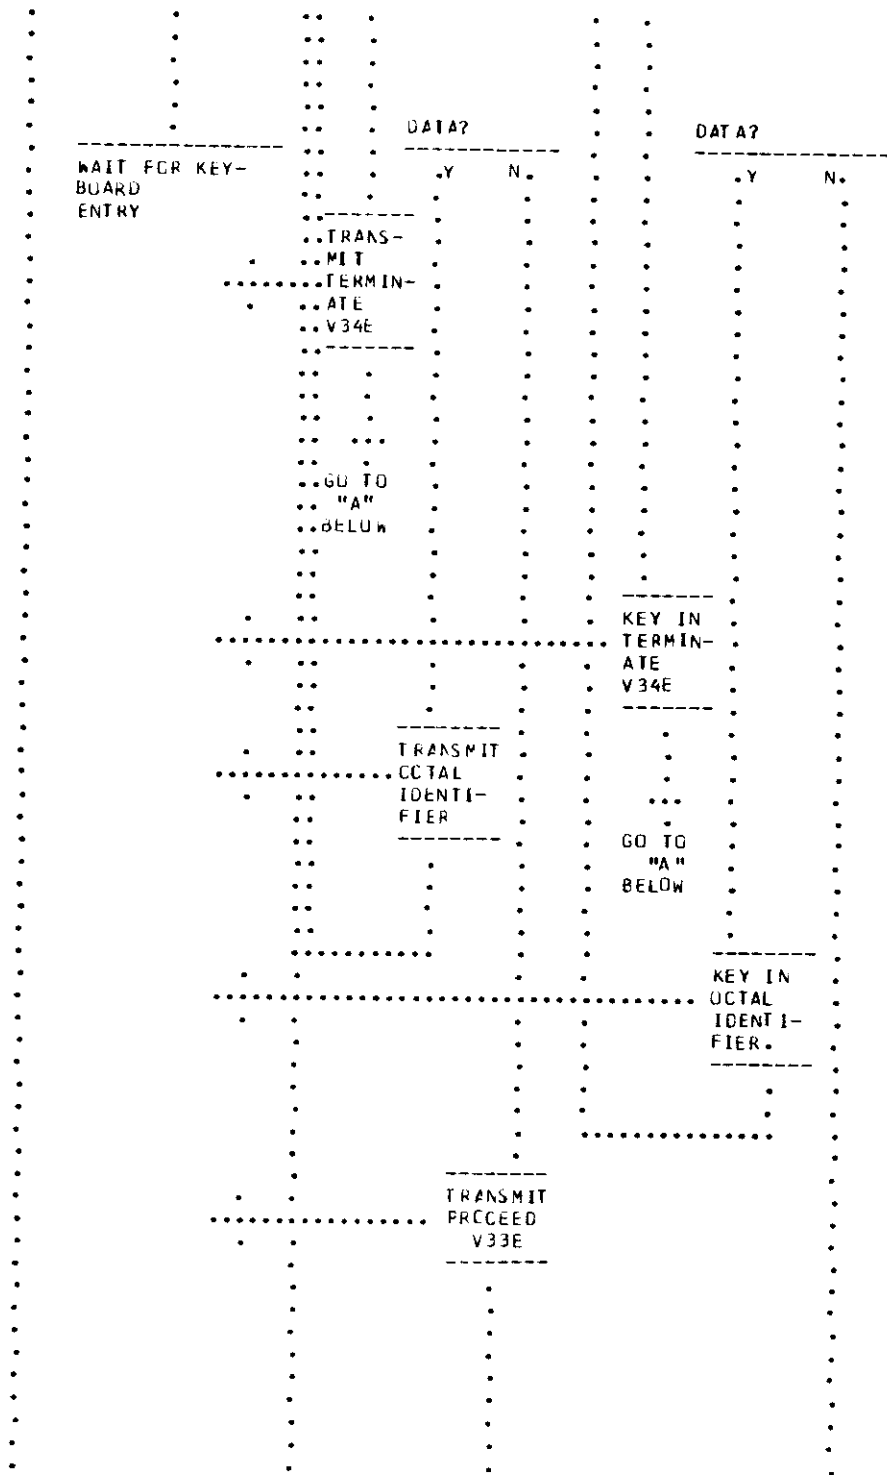 DATA?
DATA?
WAIT FOR KEY-
BOARD
ENTRY
Y N
Y N
TRANS-
MIT
TERMIN-
ATE
V34E
GO TO
"A"
BELOW
KEY IN
TERMIN-
ATE
V34E
TRANSMIT
OCTAL
IDENTI-
FIER
GO TO
"A"
BELOW
KEY IN
OCTAL
IDENTI-
FIER.
TRANSMIT
PROCEED
V33E